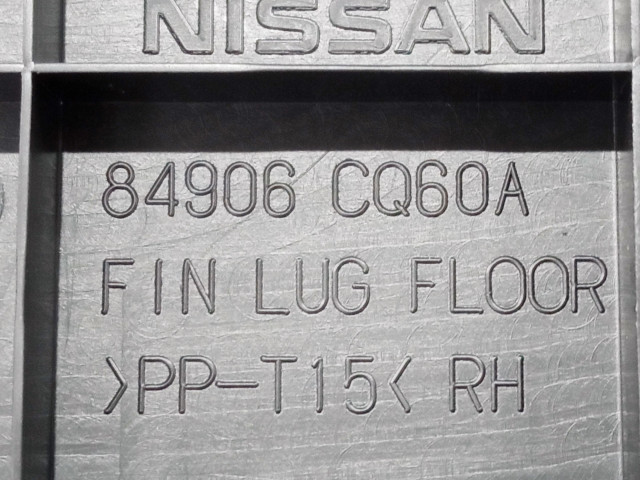 NISSAN
84906 CQ60A
FIN LUG FLOOR
>PP-T15< RH